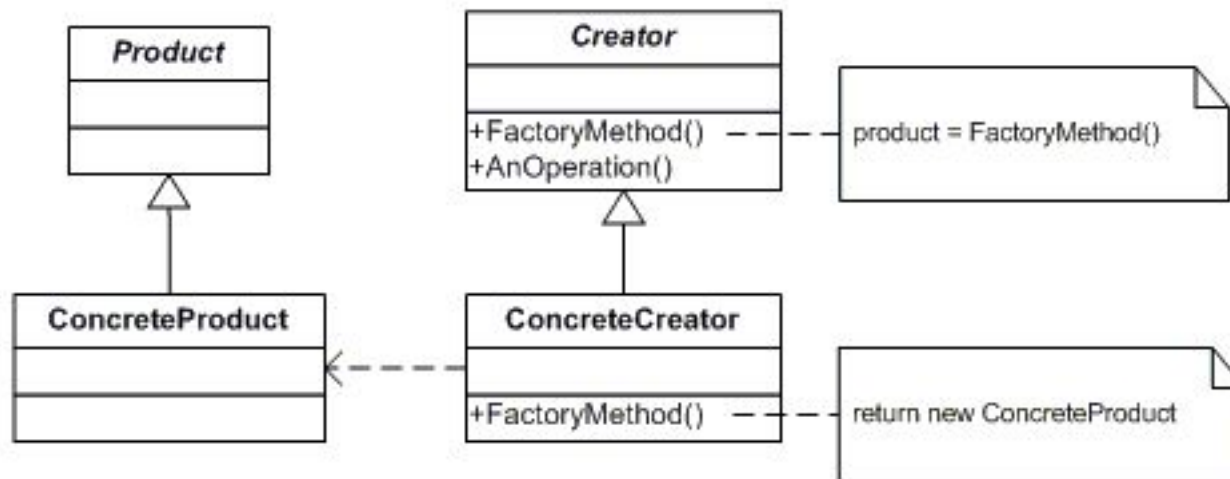 Product
Creator
+FactoryMethod()
+AnOperation()
product = FactoryMethod()
ConcreteProduct
ConcreteCreator
+FactoryMethod()
return new ConcreteProduct